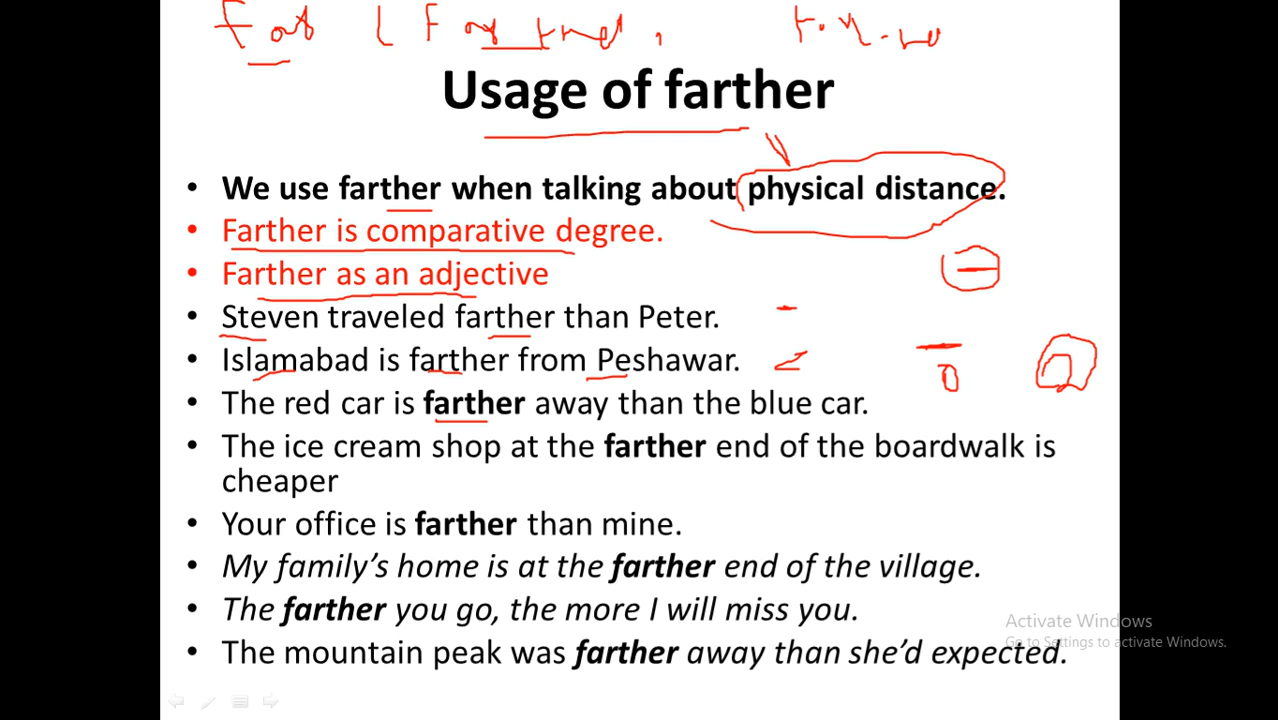 Usage of farther
• We use farther when talking about physical distance.
• Farther is comparative degree.
• Farther as an adjective
• Steven traveled farther than Peter.
• Islamabad is farther from Peshawar.
• The red car is farther away than the blue car.
• The ice cream shop at the farther end of the boardwalk is
cheaper
• Your office is farther than mine.
• My family’s home is at the farther end of the village.
• The farther you go, the more I will miss you.
• The mountain peak was farther away than she’d expected.
Activate Windows
Go to Settings to activate Windows.